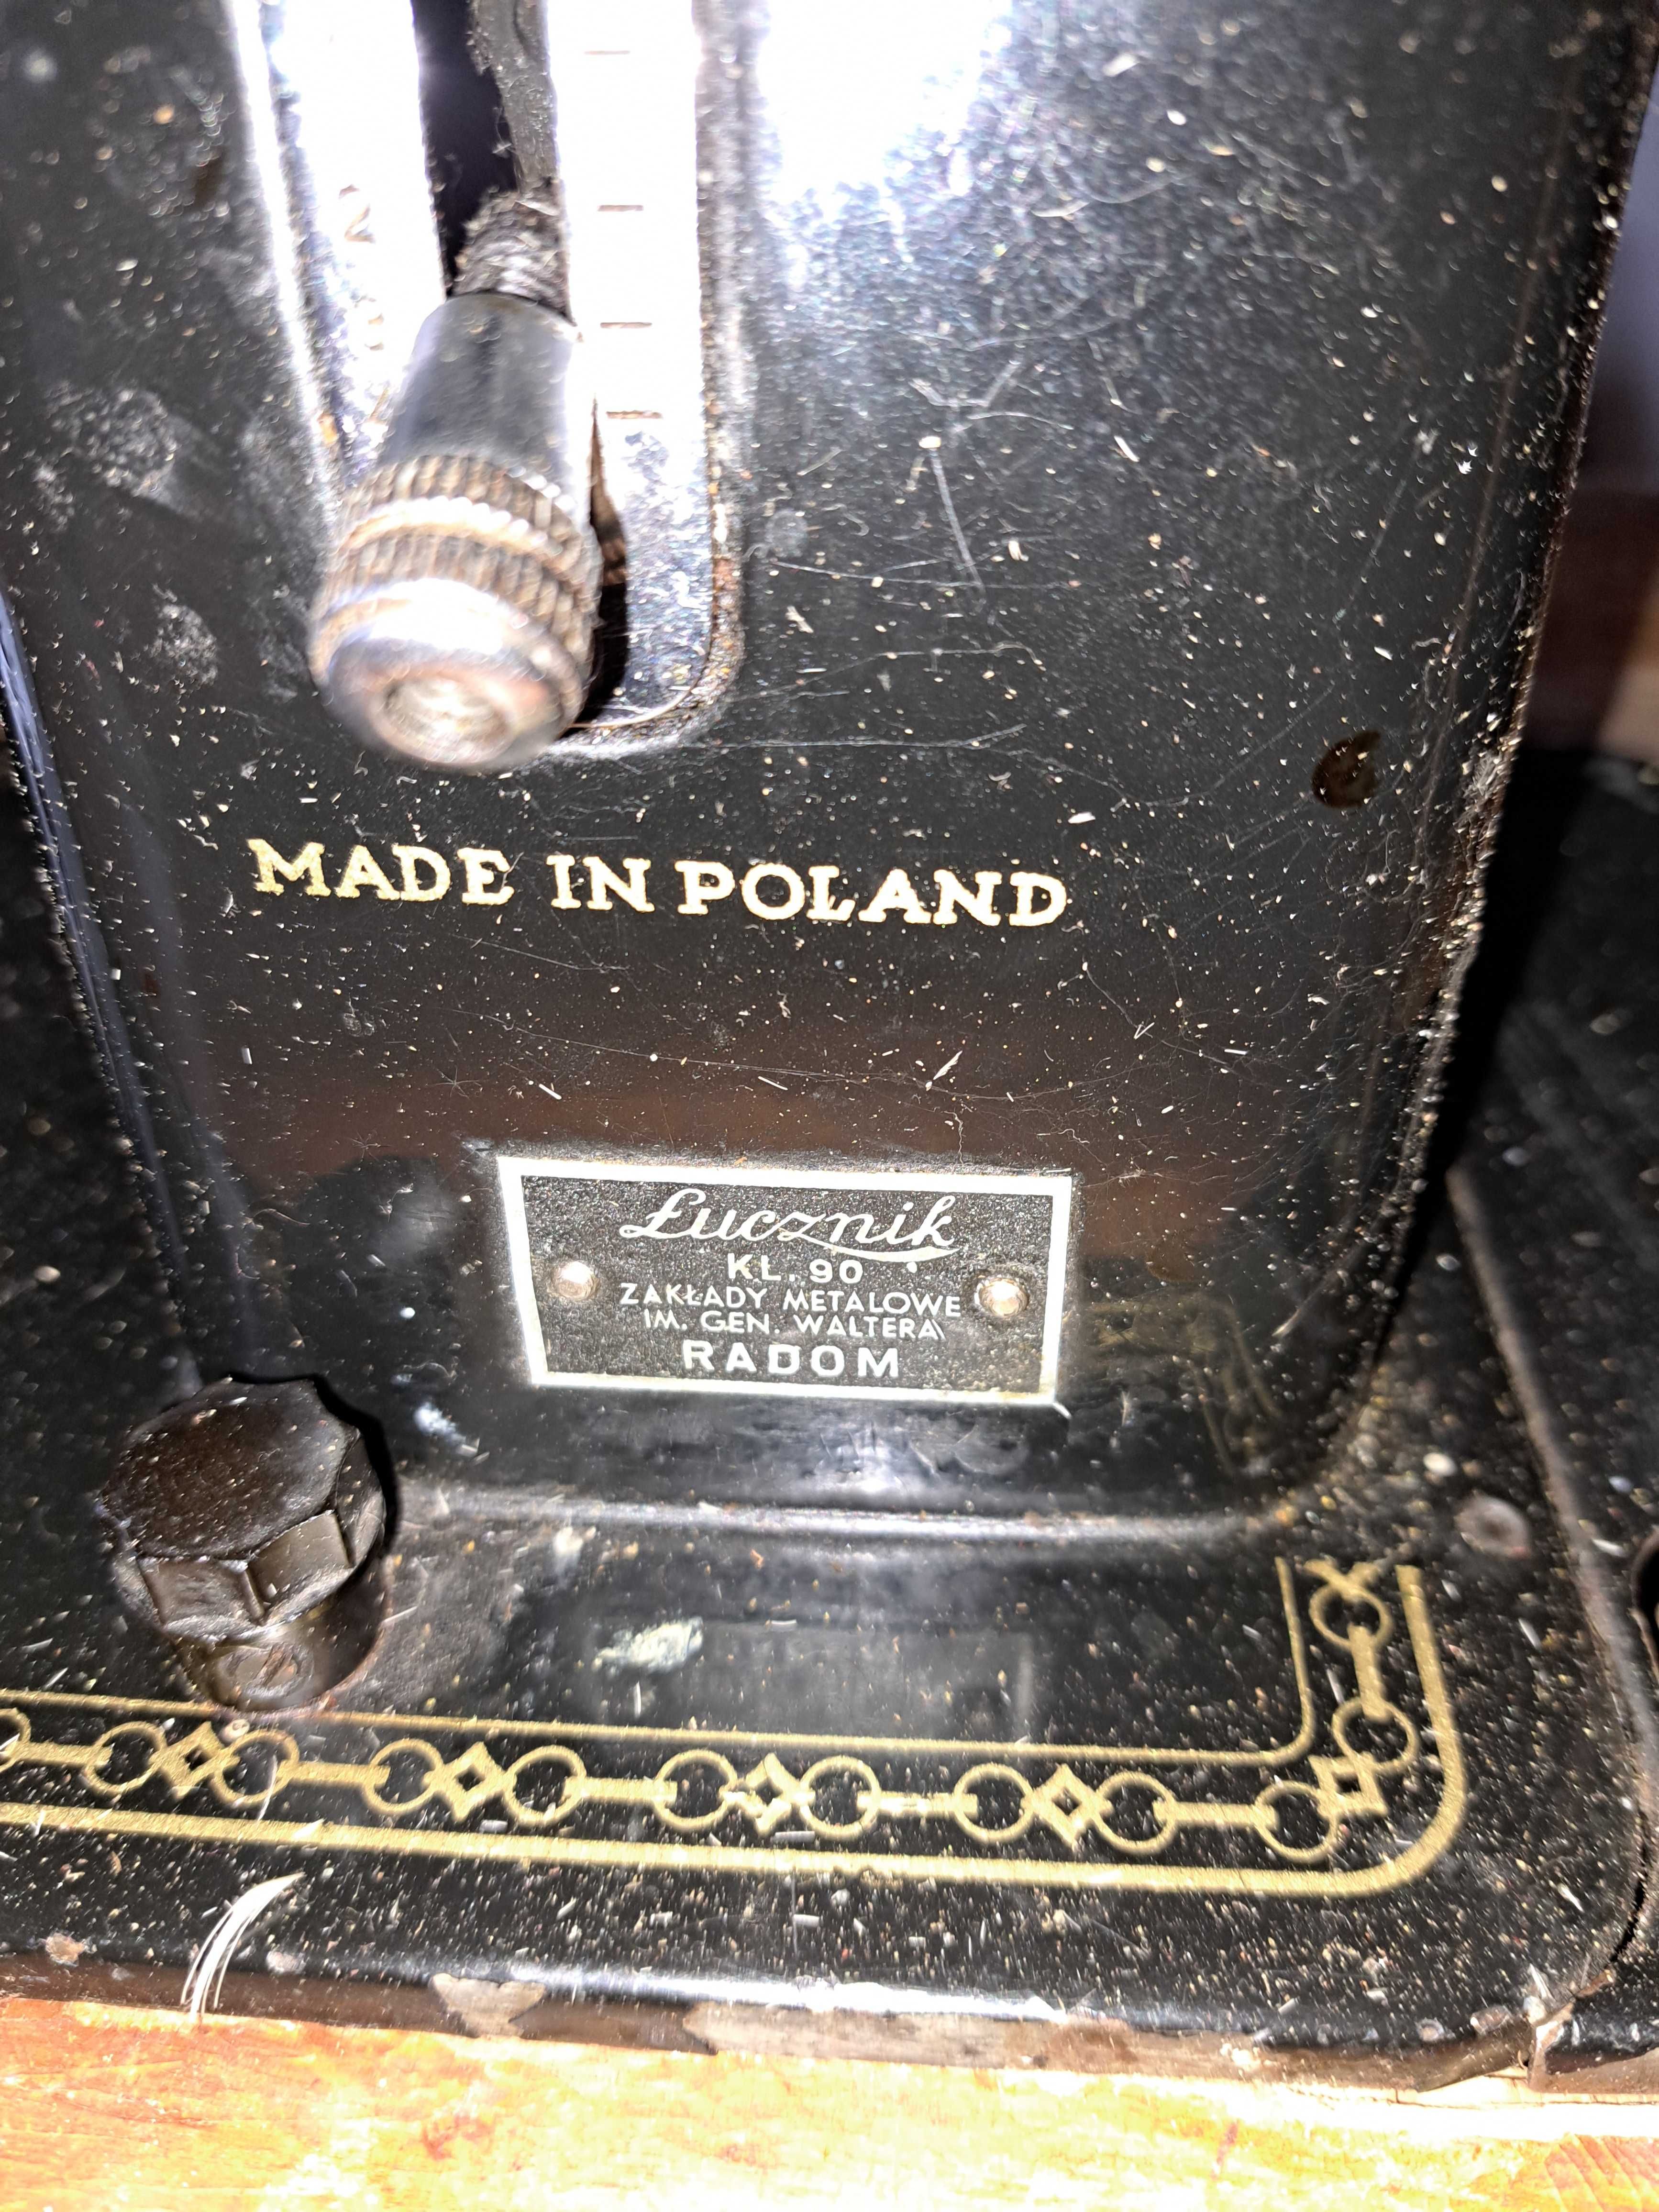 MADE IN POLAND
Łucznik
KL. 90
ZAKŁADY METALOWE
IM. GEN. WALTERA
RADOM